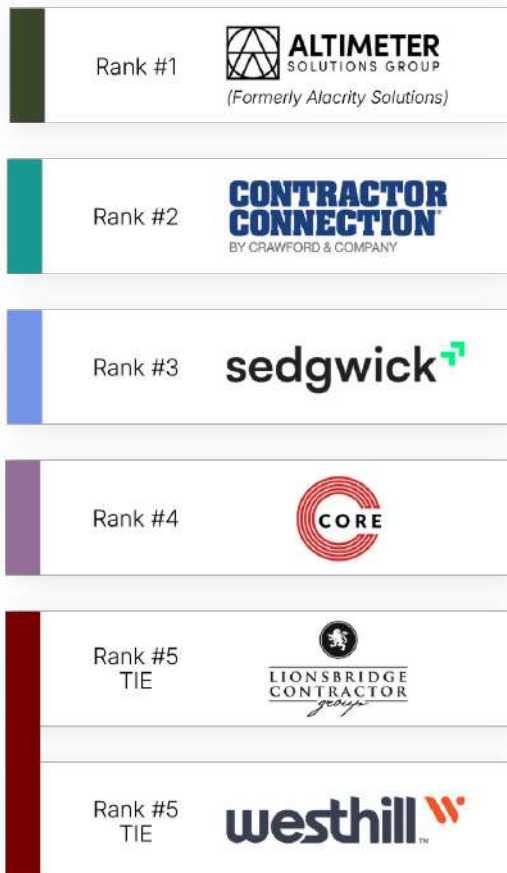 Rank #1
ALTIMETER
SOLUTIONS GROUP
(Formerly Alacrity Solutions)
Rank #2
CONTRACTOR
CONNECTION®
BY CRAWFORD & COMPANY
Rank #3
sedgwick
Rank #4
CORE
Rank #5
TIE
LIONSBRIDGE
CONTRACTOR
group
Rank #5
TIE
westhill™